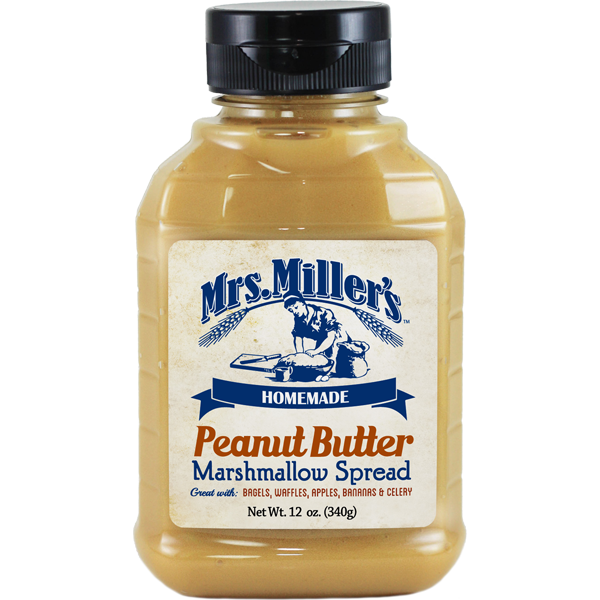 Mrs. Miller's™
HOMEMADE
Peanut Butter
Marshmallow Spread
Great with: BAGELS, WAFFLES, APPLES, BANANAS & CELERY
Net Wt. 12 oz. (340g)